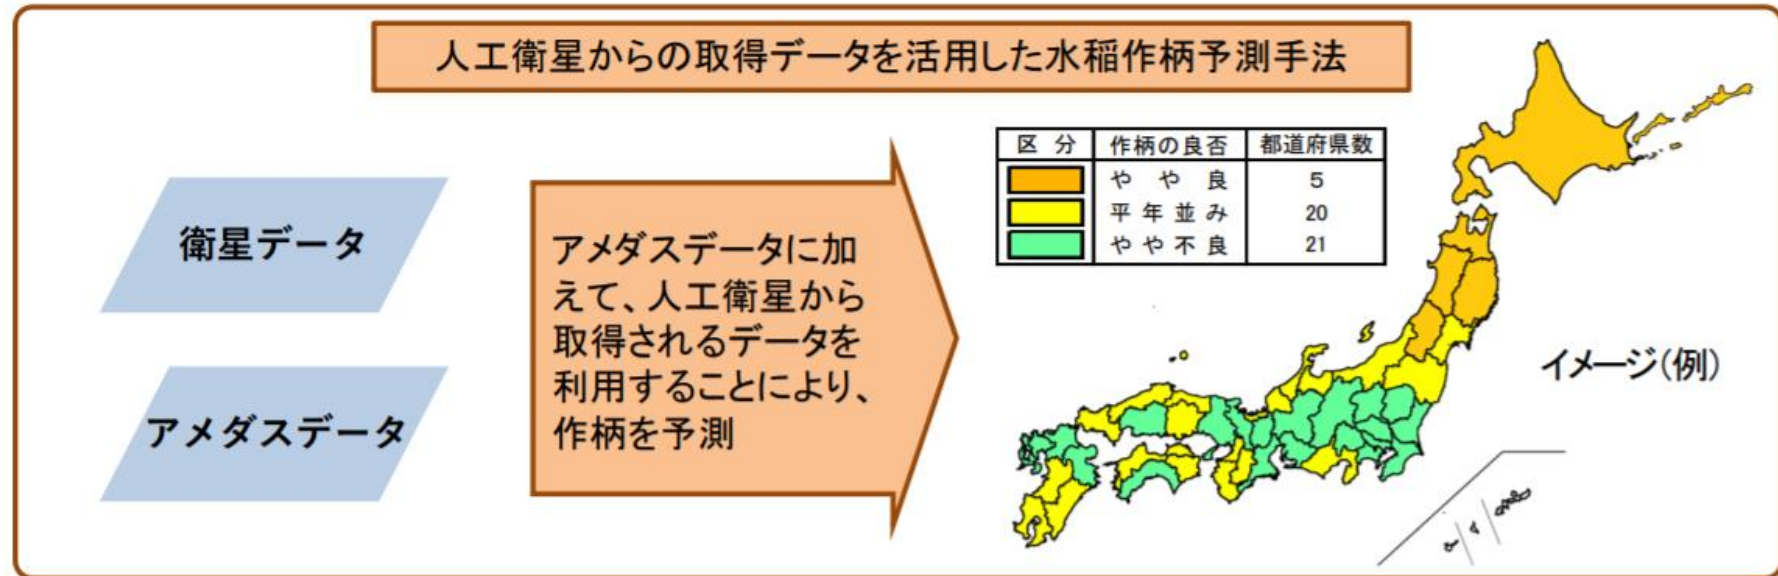 人工衛星からの取得データを活用した水稲作柄予測手法
衛星データ
アメダスデータ
アメダスデータに加
えて、人工衛星から
取得されるデータを
利用することにより、
作柄を予測
区 分 作柄の良否 都道府県数
や や 良 5
平年並み 20
やや不良 21
イメージ(例)